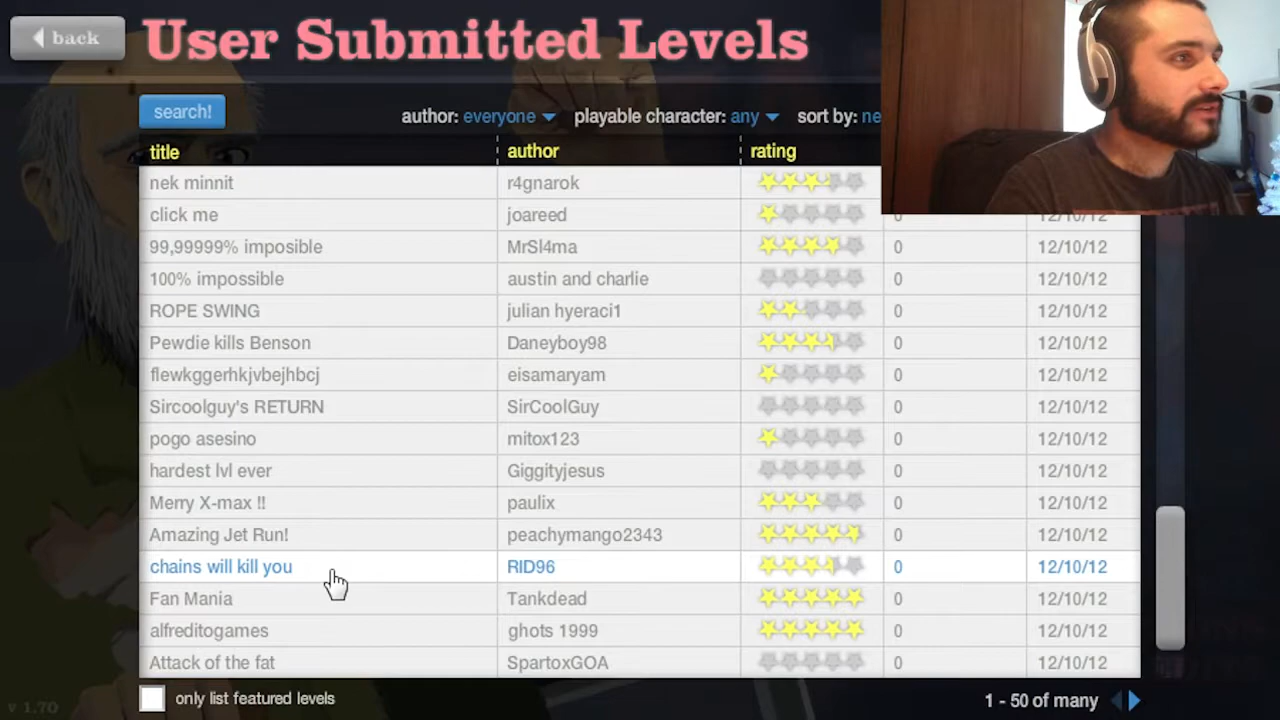 back
User Submitted Levels
search!
author: everyone playable character: any sort by: ne
title author rating
nek minnit r4gnarok
click me joareed 0 12/10/12
99,99999% imposible MrSl4ma 0 12/10/12
100% impossible austin and charlie 0 12/10/12
ROPE SWING julian hyeraci1 0 12/10/12
Pewdie kills Benson Daneyboy98 0 12/10/12
flewkggerhkjvbejhbcj eisamaryam 0 12/10/12
Sircoolguy's RETURN SirCoolGuy 0 12/10/12
pogo asesino mitox123 0 12/10/12
hardest lvl ever Giggityjesus 0 12/10/12
Merry X-max !! paulix 0 12/10/12
Amazing Jet Run! peachymango2343 0 12/10/12
chains will kill you RID96 0 12/10/12
Fan Mania Tankdead 0 12/10/12
alfreditogames ghots 1999 0 12/10/12
Attack of the fat SpartoxGOA 0 12/10/12
only list featured levels 1 - 50 of many
v 1.70